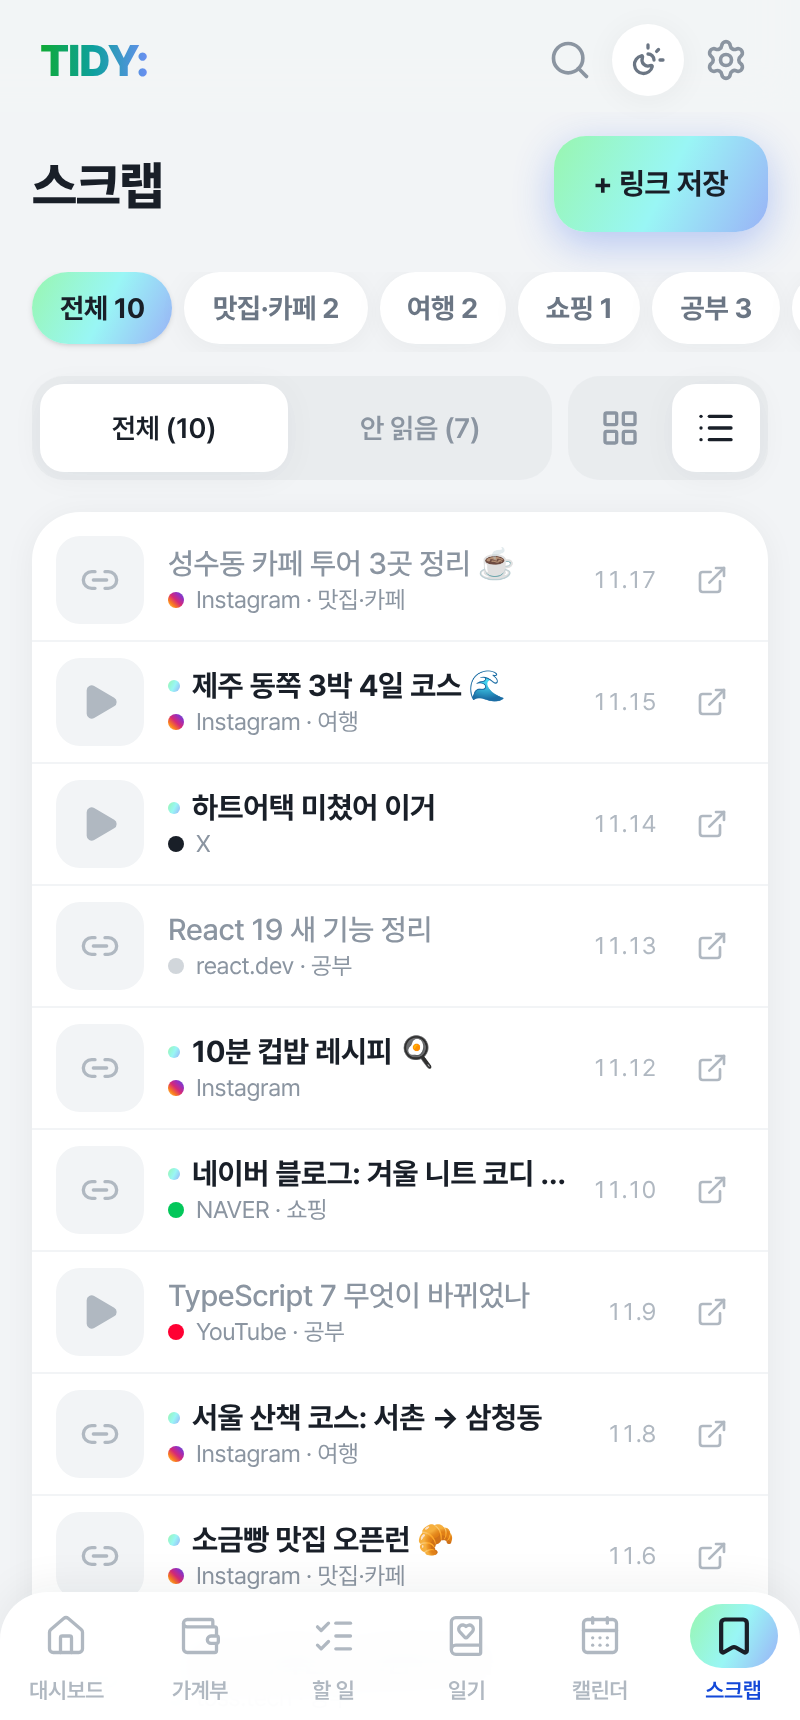 TIDY:
스크랩
+ 링크 저장
전체 10
맛집·카페 2
여행 2
쇼핑 1
공부 3
전체 (10)
안 읽음 (7)
성수동 카페 투어 3곳 정리 ☕
11.17
Instagram · 맛집·카페
제주 동쪽 3박 4일 코스 🌊
11.15
Instagram · 여행
하트어택 미쳤어 이거
11.14
X
React 19 새 기능 정리
11.13
react.dev · 공부
10분 컵밥 레시피 🍳
11.12
Instagram
네이버 블로그: 겨울 니트 코디 ...
11.10
NAVER · 쇼핑
TypeScript 7 무엇이 바뀌었나
11.9
YouTube · 공부
서울 산책 코스: 서촌 → 삼청동
11.8
Instagram · 여행
소금빵 맛집 오픈런 🥐
11.6
Instagram · 맛집·카페
대시보드
가계부
할 일
일기
캘린더
스크랩